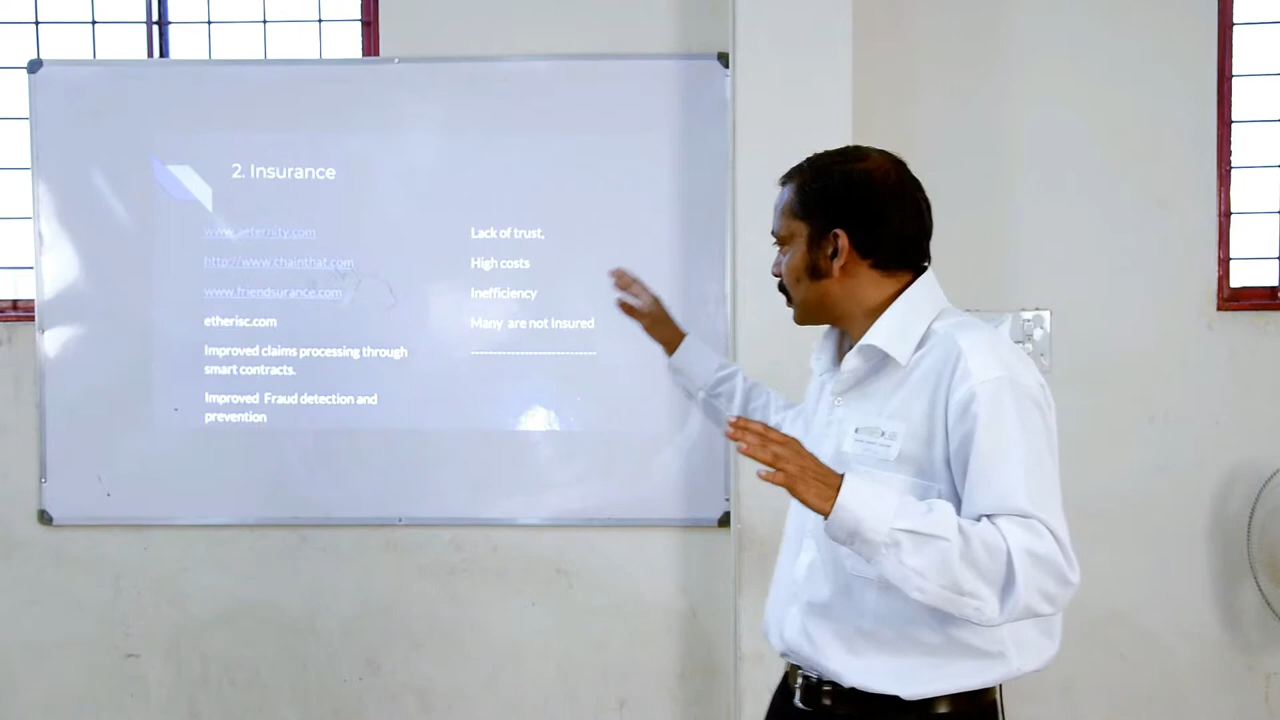 2. Insurance
www.aeternity.com
http://www.chainthat.com
www.friendsurance.com
etherisc.com
Improved claims processing through
smart contracts.
Improved Fraud detection and
prevention
Lack of trust,
High costs
Inefficiency
Many are not Insured
---------------------------